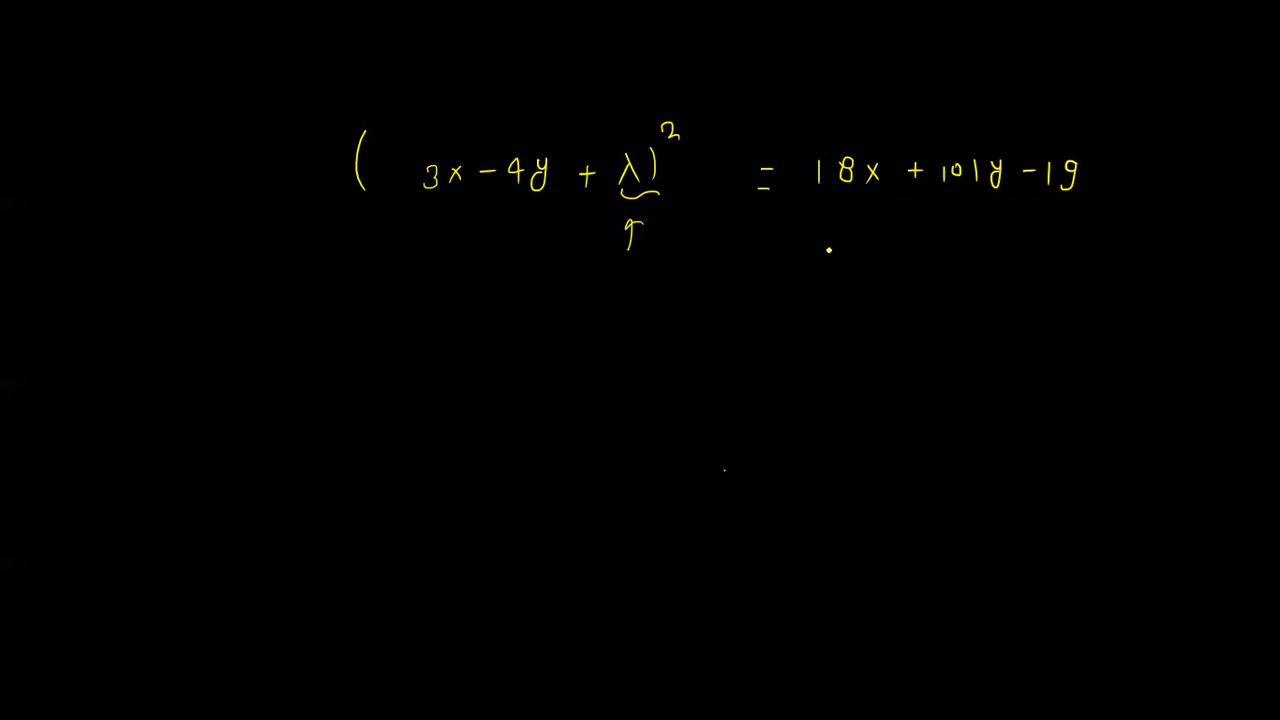 (3x - 4y + λ)² = 18x + 101y - 19
↑